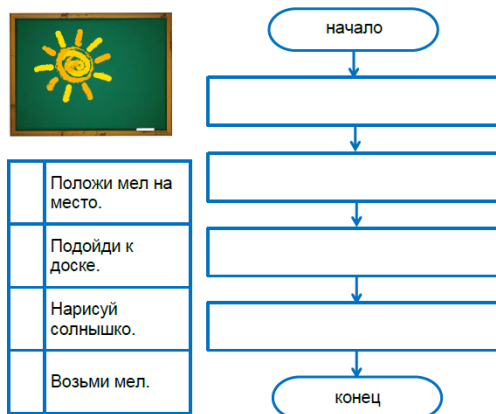 начало
Положи мел на
место.
Подойди к
доске.
Нарисуй
солнышко.
Возьми мел.
конец